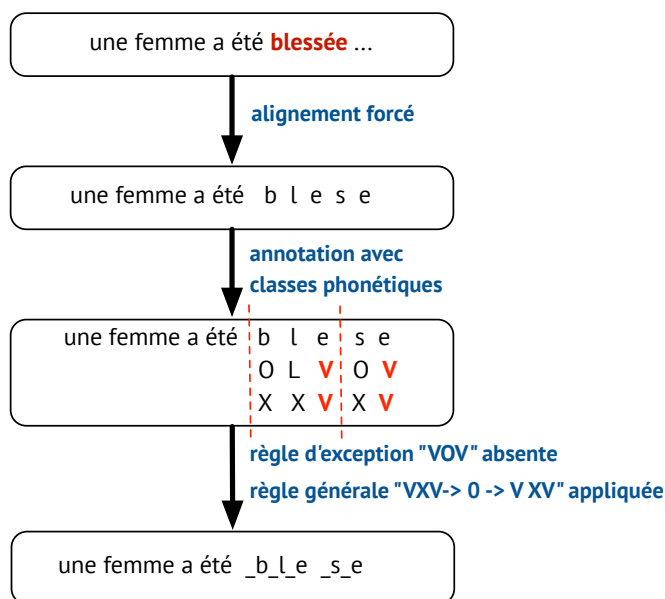 une femme a été blessée ...
alignement forcé
une femme a été b l e s e
annotation avec
classes phonétiques
une femme a été b l e s e
O L V O V
X X V X V
règle d'exception "VOV" absente
règle générale "VXV-> 0 -> V XV" appliquée
une femme a été _b_l_e _s_e